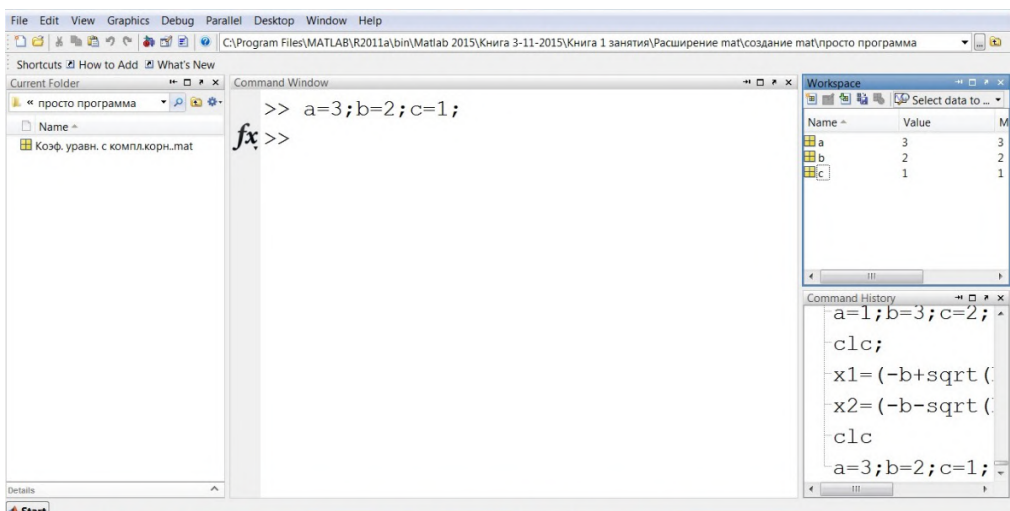 File Edit View Graphics Debug Parallel Desktop Window Help
C:\Program Files\MATLAB\R2011a\bin\Matlab 2015\Книга 3-11-2015\Книга 1 занятия\Расширение mat\создание mat\просто программа
Shortcuts How to Add What's New
Current Folder
« просто программа
Name
Коэф. уравн. с компл.корн..mat
Details
Command Window
>> a=3;b=2;c=1;
fx >>
Workspace
Select data to ...
Name Value M
a 3 3
b 2 2
c 1 1
Command History
a=1;b=3;c=2;
clc;
x1=(-b+sqrt(
x2=(-b-sqrt(
clc
a=3;b=2;c=1;
Start